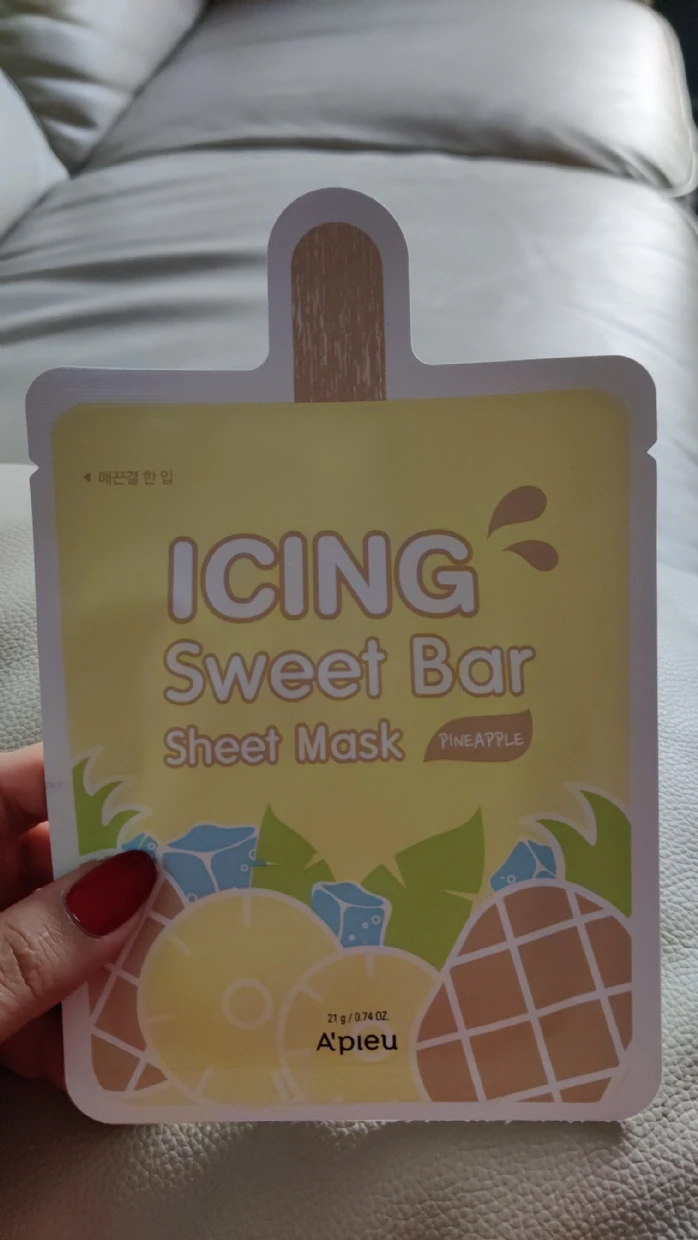 ◀ 매끈결 한 입
ICING
Sweet Bar
Sheet Mask PINEAPPLE
21 g / 0.74 OZ.
A'pieu